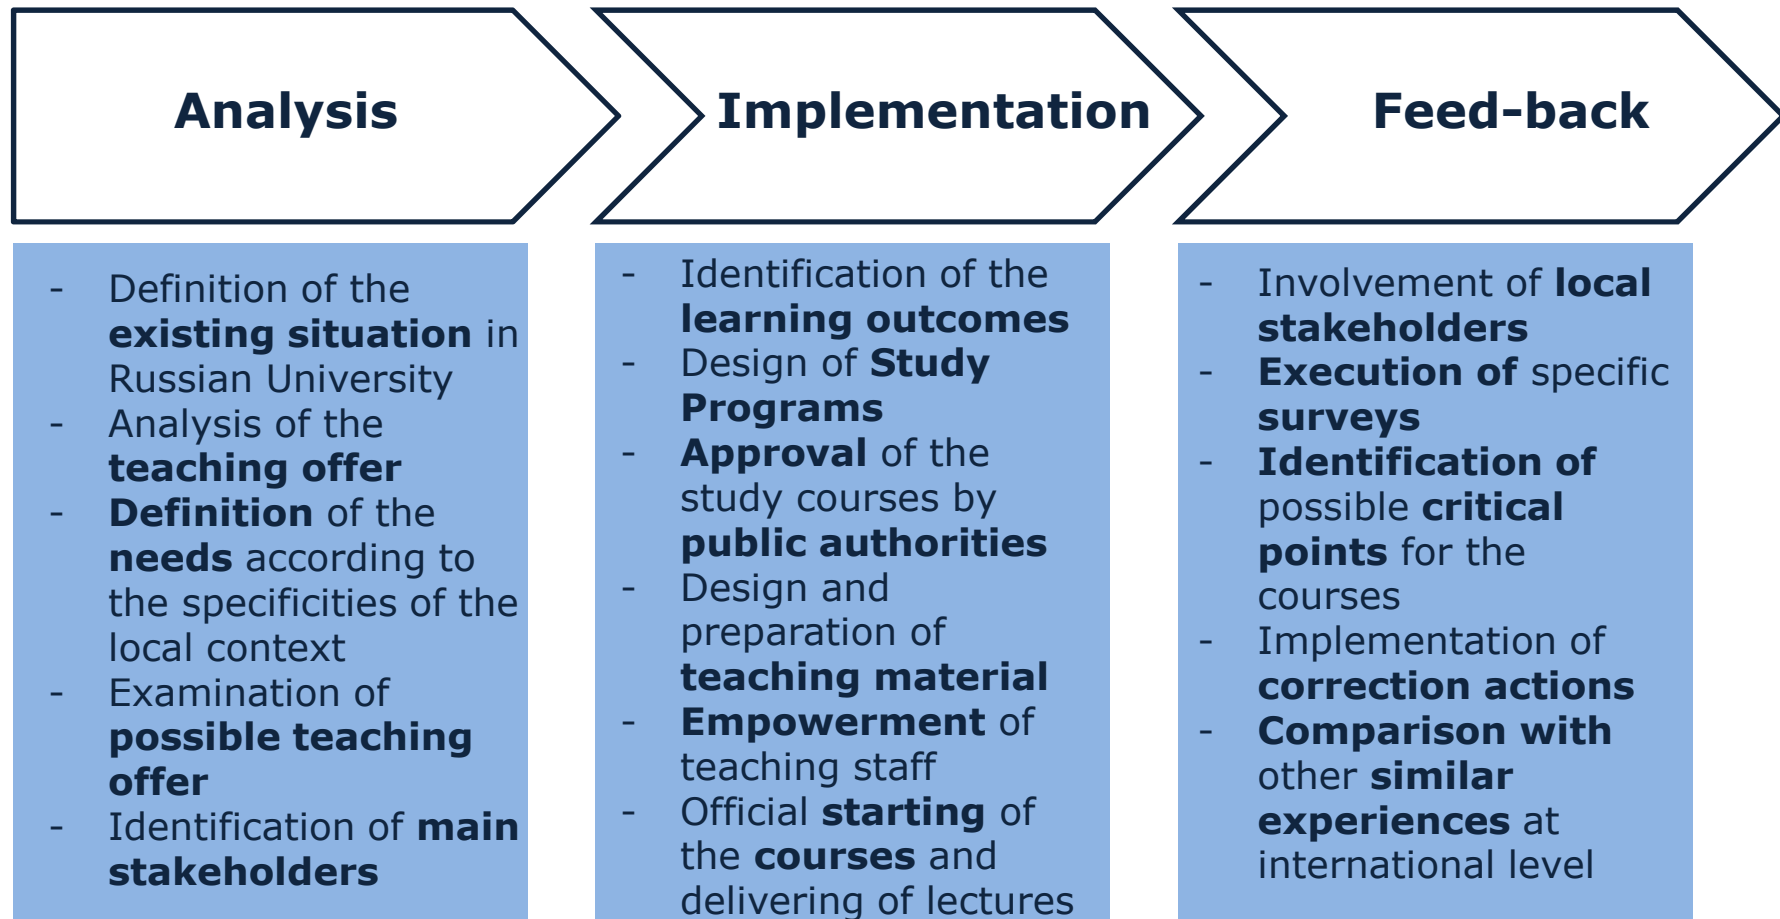 Analysis
Implementation
Feed-back
- Definition of the
existing situation in
Russian University
- Analysis of the
teaching offer
- Definition of the
needs according to
the specificities of the
local context
- Examination of
possible teaching
offer
- Identification of main
stakeholders
- Identification of the
learning outcomes
- Design of Study
Programs
- Approval of the
study courses by
public authorities
- Design and
preparation of
teaching material
- Empowerment of
teaching staff
- Official starting of
the courses and
delivering of lectures
- Involvement of local
stakeholders
- Execution of specific
surveys
- Identification of
possible critical
points for the
courses
- Implementation of
correction actions
- Comparison with
other similar
experiences at
international level